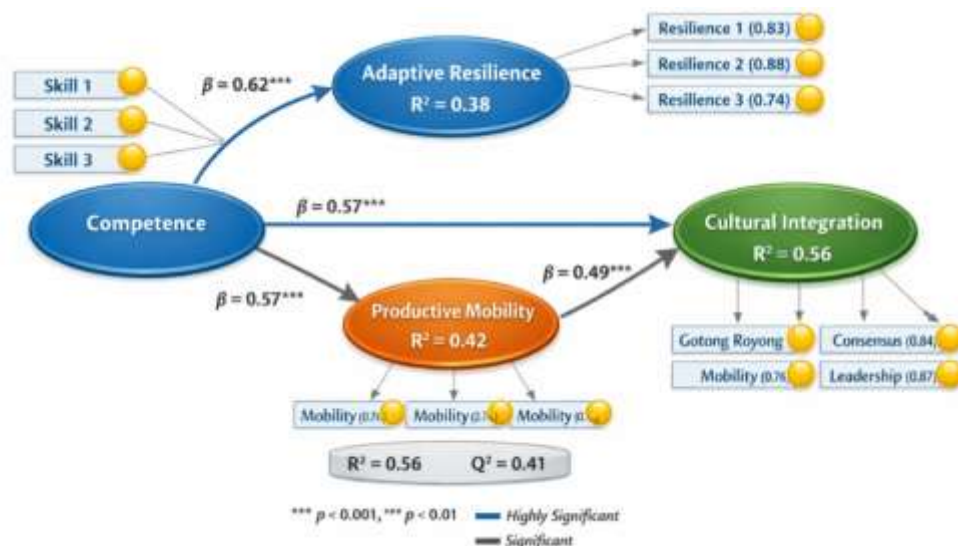 Skill 1
Skill 2
Skill 3
β = 0.62***
Adaptive Resilience
R² = 0.38
Resilience 1 (0.83)
Resilience 2 (0.88)
Resilience 3 (0.74)
Competence
β = 0.57***
Cultural Integration
R² = 0.56
β = 0.57***
β = 0.49***
Productive Mobility
R² = 0.42
Gotong Royong
Consensus (0.84)
Mobility (0.76
Leadership (0.87)
Mobility
Mobility
Mobility
R² = 0.56 Q² = 0.41
*** p < 0.001, *** p < 0.01
Highly Significant
Significant